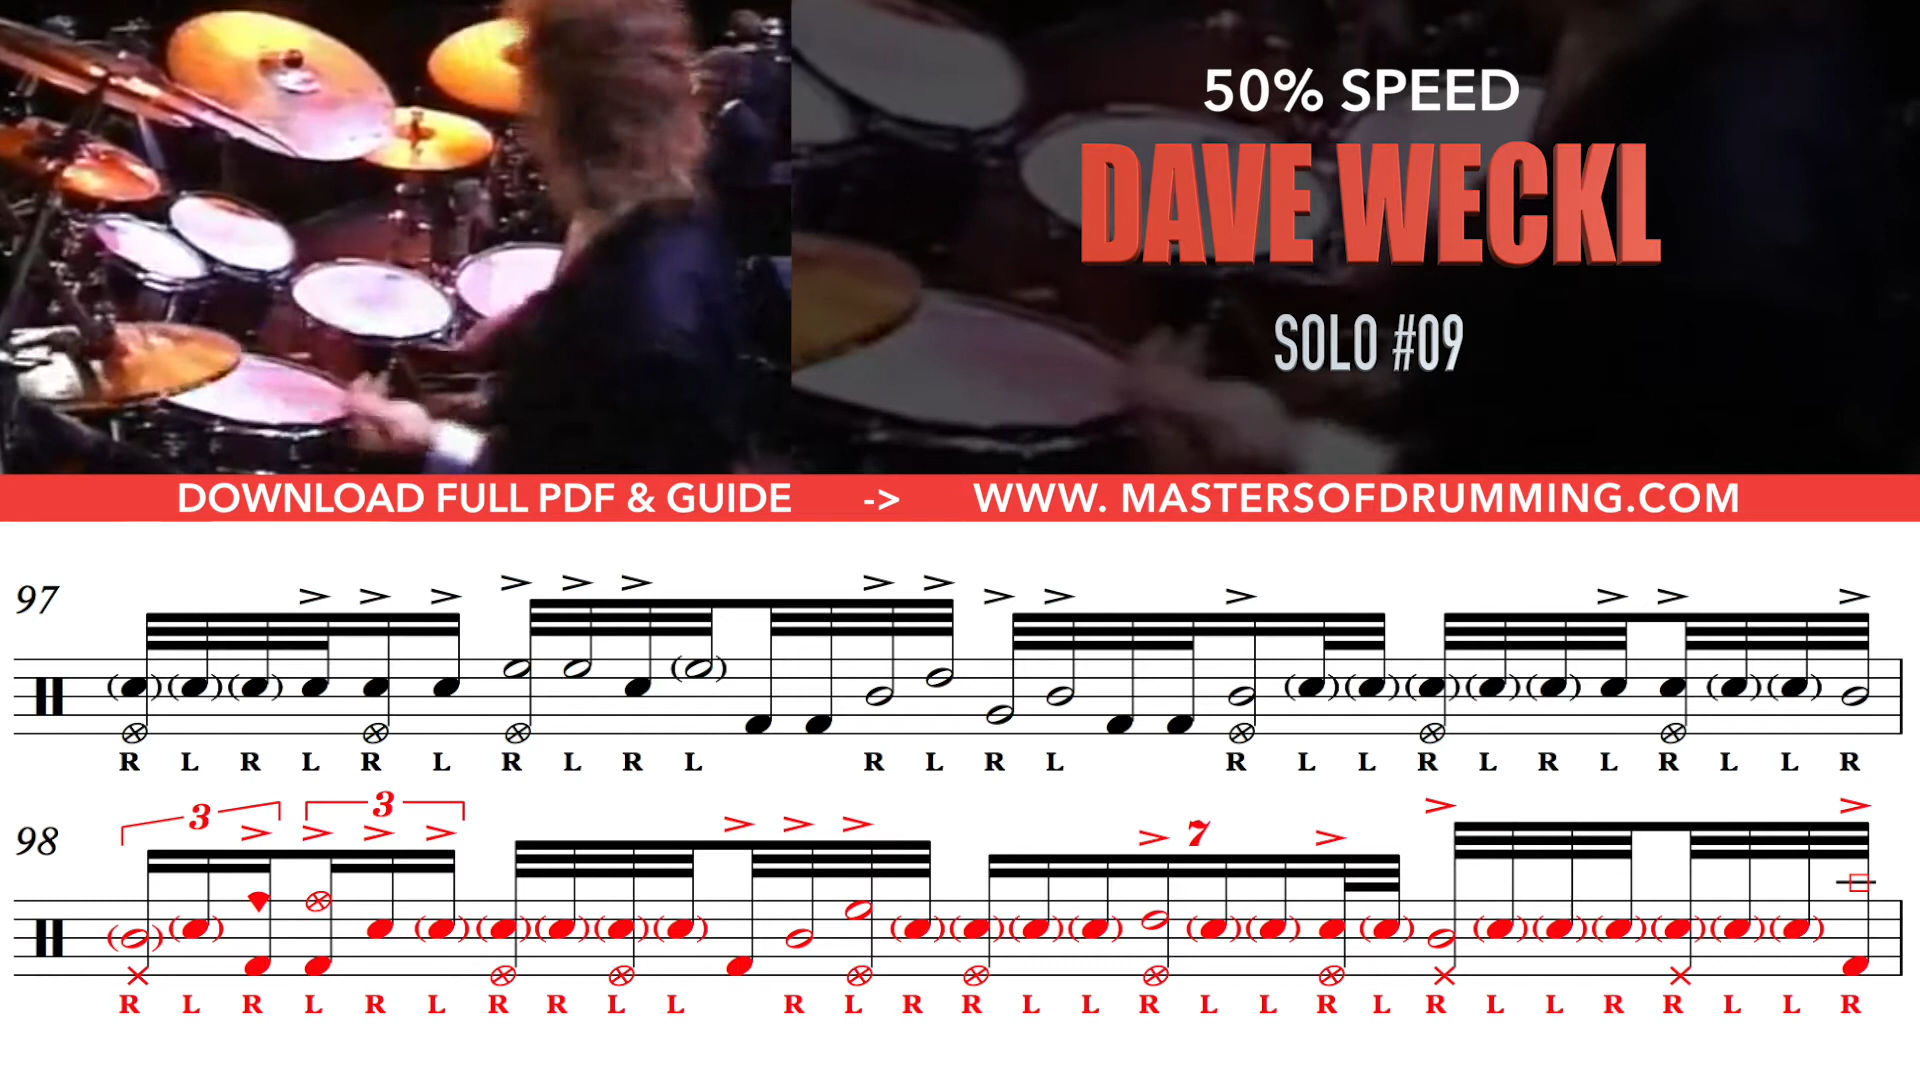 50% SPEED
DAVE WECKL
SOLO #09
DOWNLOAD FULL PDF & GUIDE -> WWW. MASTERSOFDRUMMING.COM
97
R L R L R L R L R L R L R L R L L R L R L R L L R
3 3
98 7
R L R L R L R R L L R L R R L L R L L R L R L L R R L L R